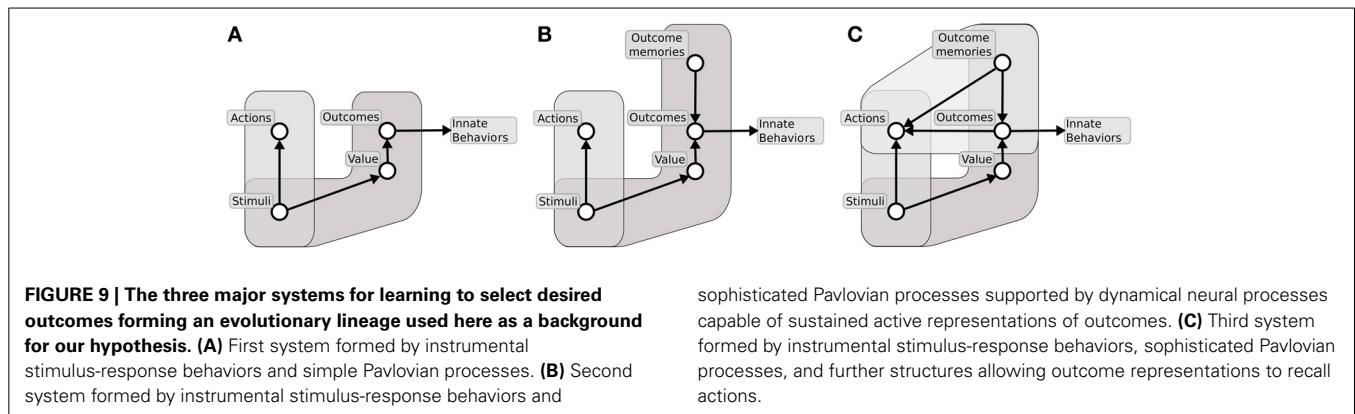 A
Actions
Outcomes
Innate
Behaviors
Value
Stimuli
B
Outcome
memories
Actions
Outcomes
Innate
Behaviors
Value
Stimuli
C
Outcome
memories
Actions
Outcomes
Innate
Behaviors
Value
Stimuli
FIGURE 9 | The three major systems for learning to select desired
outcomes forming an evolutionary lineage used here as a background
for our hypothesis. (A) First system formed by instrumental
stimulus-response behaviors and simple Pavlovian processes. (B) Second
system formed by instrumental stimulus-response behaviors and
sophisticated Pavlovian processes supported by dynamical neural processes
capable of sustained active representations of outcomes. (C) Third system
formed by instrumental stimulus-response behaviors, sophisticated Pavlovian
processes, and further structures allowing outcome representations to recall
actions.